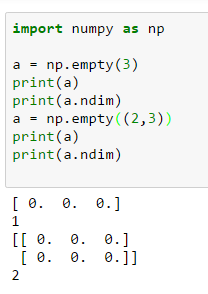 import numpy as np
a = np.empty(3)
print(a)
print(a.ndim)
a = np.empty((2,3))
print(a)
print(a.ndim)
[ 0.  0.  0.]
1
[[ 0.  0.  0.]
 [ 0.  0.  0.]]
2